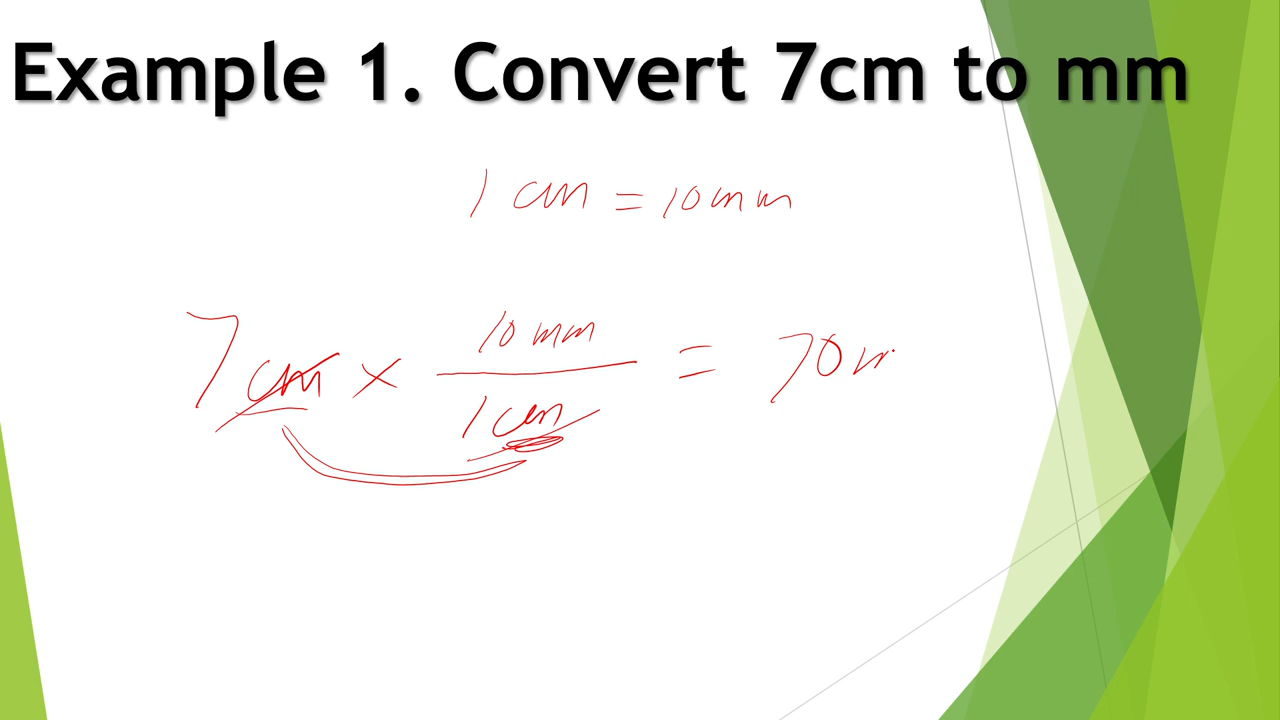 Example 1. Convert 7cm to mm
1 cm = 10 mm
10 mm
7 cm × = 70
1 cm